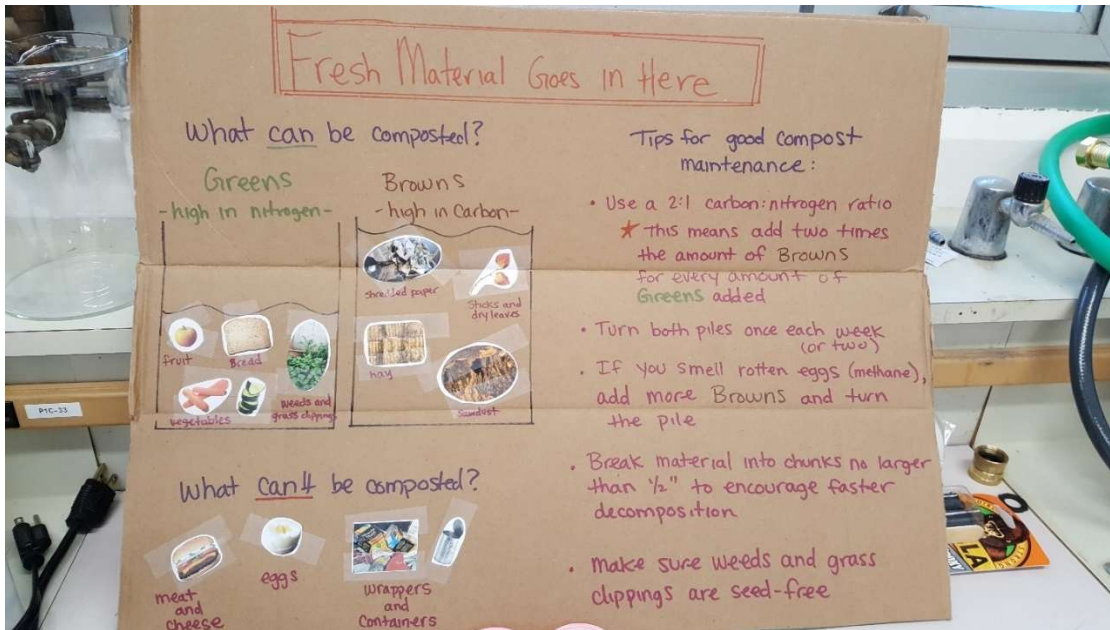 Fresh Material Goes in Here
What can be composted?
Greens
-high in nitrogen-
Browns
-high in Carbon-
fruit
Bread
vegetables
weeds and
grass clippings
shredded paper
Sticks and
dry leaves
hay
Sawdust
What can't be composted?
meat
and
cheese
eggs
wrappers
and
Containers
Tips for good compost
maintenance:
• Use a 2:1 carbon:nitrogen ratio
★ this means add two times
the amount of Browns
for every amount of
Greens added
• Turn both piles once each week
(or two)
• If you smell rotten eggs (methane),
add more Browns and turn
the pile
• Break material into chunks no larger
than 1/2" to encourage faster
decomposition
• make sure weeds and grass
clippings are seed-free
P1C-33